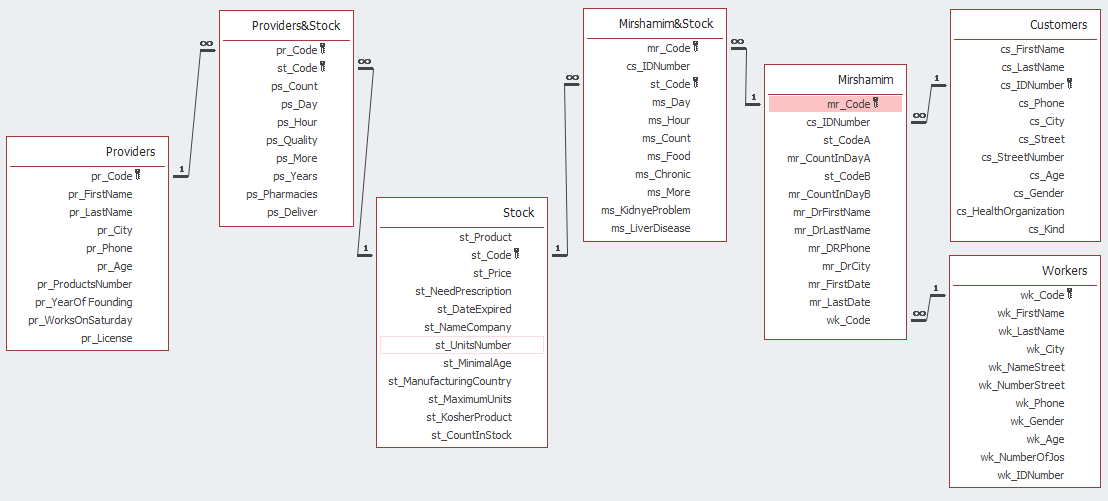 Providers
pr_Code
pr_FirstName
pr_LastName
pr_City
pr_Phone
pr_Age
pr_ProductsNumber
pr_YearOf Founding
pr_WorksOnSaturday
pr_License
1
∞
Providers&Stock
pr_Code
st_Code
ps_Count
ps_Day
ps_Hour
ps_Quality
ps_More
ps_Years
ps_Pharmacies
ps_Deliver
∞
1
Stock
st_Product
st_Code
st_Price
st_NeedPrescription
st_DateExpired
st_NameCompany
st_UnitsNumber
st_MinimalAge
st_ManufacturingCountry
st_MaximumUnits
st_KosherProduct
st_CountInStock
1
∞
Mirshamim&Stock
mr_Code
cs_IDNumber
st_Code
ms_Day
ms_Hour
ms_Count
ms_Food
ms_Chronic
ms_More
ms_KidnyeProblem
ms_LiverDisease
∞
1
Mirshamim
mr_Code
cs_IDNumber
st_CodeA
mr_CountInDayA
st_CodeB
mr_CountInDayB
mr_DrFirstName
mr_DrLastName
mr_DRPhone
mr_DrCity
mr_FirstDate
mr_LastDate
wk_Code
∞
1
∞
1
Customers
cs_FirstName
cs_LastName
cs_IDNumber
cs_Phone
cs_City
cs_Street
cs_StreetNumber
cs_Age
cs_Gender
cs_HealthOrganization
cs_Kind
Workers
wk_Code
wk_FirstName
wk_LastName
wk_City
wk_NameStreet
wk_NumberStreet
wk_Phone
wk_Gender
wk_Age
wk_NumberOfJos
wk_IDNumber